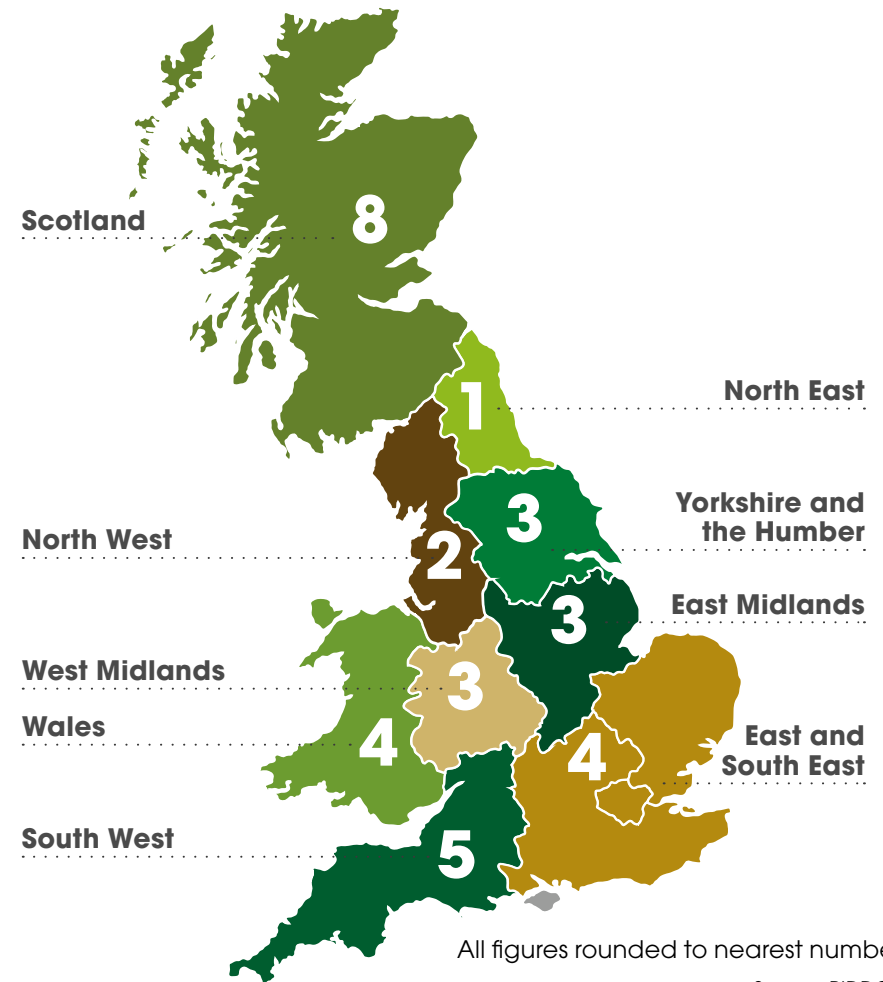 8
Scotland
1
North East
Yorkshire and
the Humber
3
North West
2
East Midlands
3
West Midlands
3
Wales
4
East and
South East
4
South West
5
All figures rounded to nearest numbe